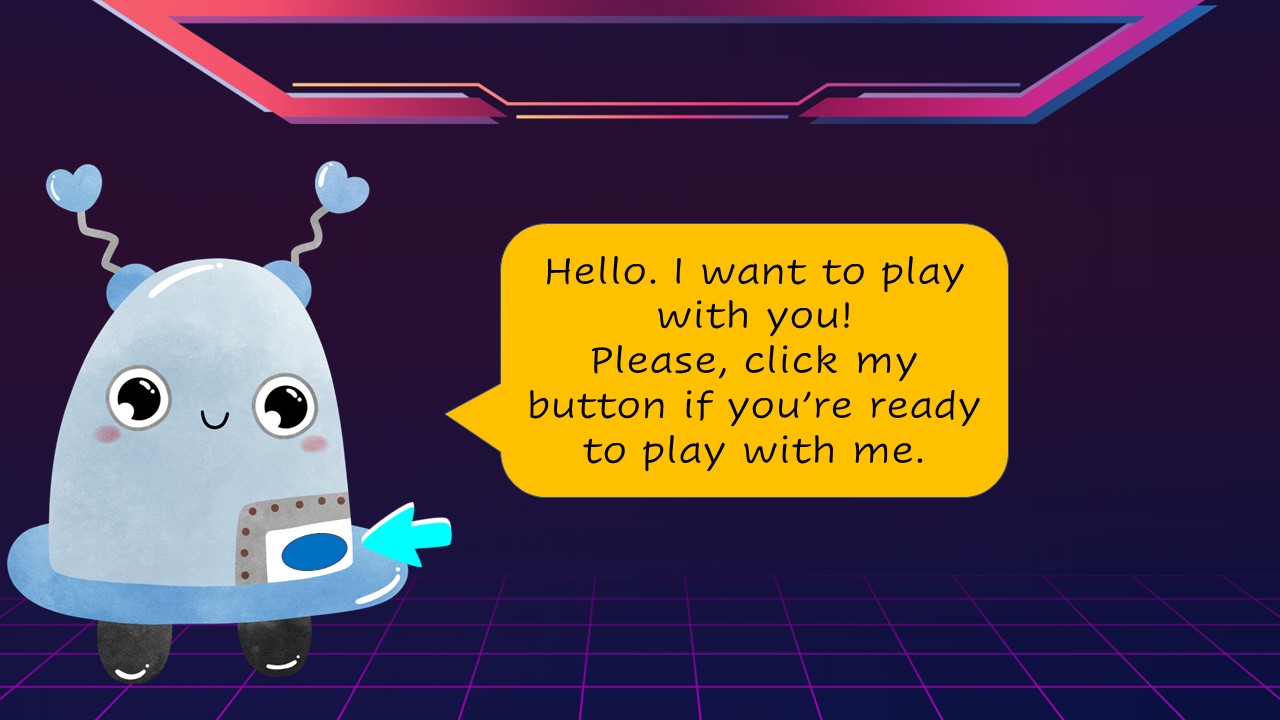 Hello. I want to play
with you!
Please, click my
button if you’re ready
to play with me.